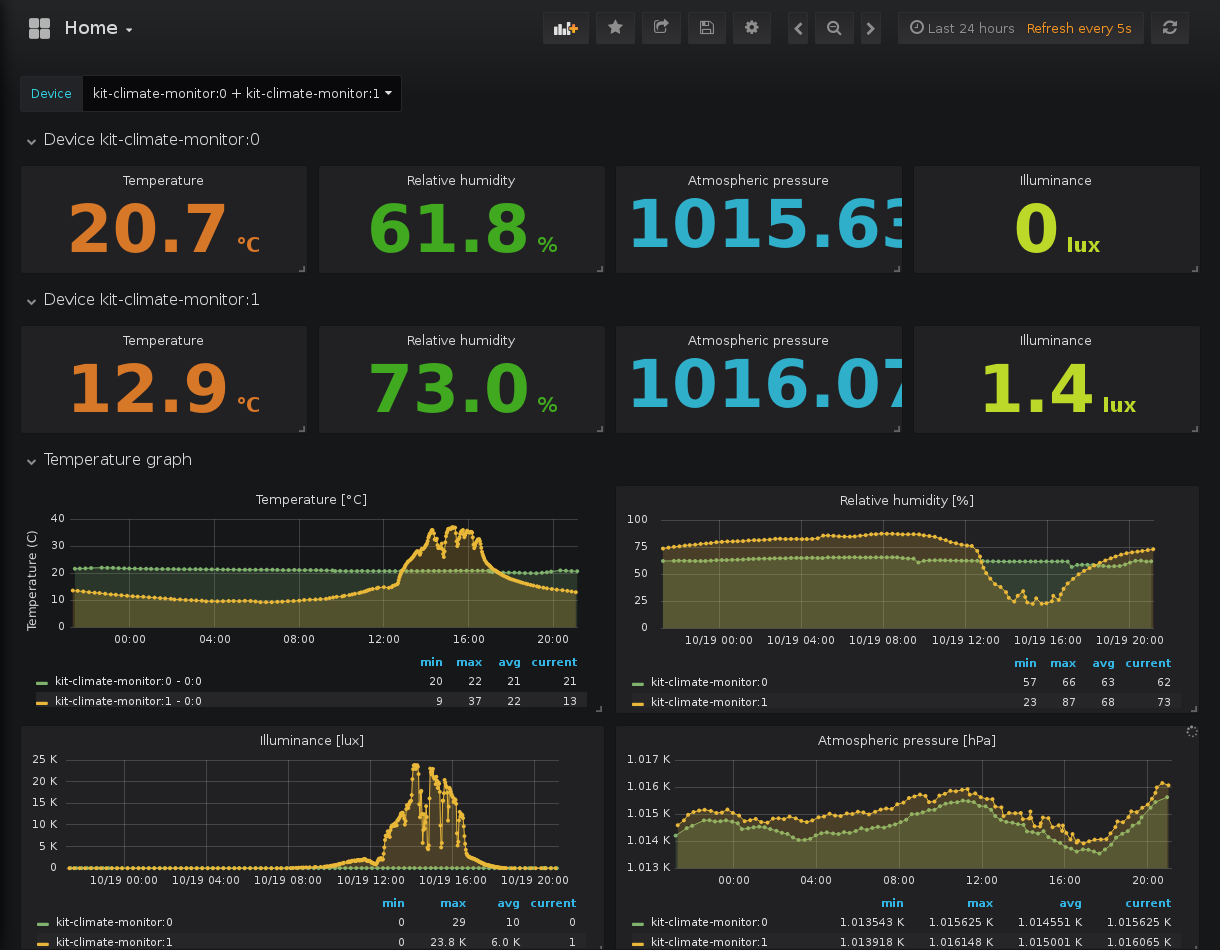 Home
Last 24 hours Refresh every 5s
Device kit-climate-monitor:0 + kit-climate-monitor:1
Device kit-climate-monitor:0
Temperature Relative humidity Atmospheric pressure Illuminance
20.7 °C 61.8 % 1015.63 0 lux
Device kit-climate-monitor:1
Temperature Relative humidity Atmospheric pressure Illuminance
12.9 °C 73.0 % 1016.07 1.4 lux
Temperature graph
Temperature [°C]
Temperature (C)
40
30
20
10
0
00:00 04:00 08:00 12:00 16:00 20:00
min max avg current
kit-climate-monitor:0 - 0:0 20 22 21 21
kit-climate-monitor:1 - 0:0 9 37 22 13
Relative humidity [%]
100
75
50
25
0
10/19 00:00 10/19 04:00 10/19 08:00 10/19 12:00 10/19 16:00 10/19 20:00
min max avg current
kit-climate-monitor:0 57 66 63 62
kit-climate-monitor:1 23 87 68 73
Illuminance [lux]
25 K
20 K
15 K
10 K
5 K
0
10/19 00:00 10/19 04:00 10/19 08:00 10/19 12:00 10/19 16:00 10/19 20:00
min max avg current
kit-climate-monitor:0 0 29 10 0
kit-climate-monitor:1 0 23.8 K 6.0 K 1
Atmospheric pressure [hPa]
1.017 K
1.016 K
1.015 K
1.014 K
1.013 K
00:00 04:00 08:00 12:00 16:00 20:00
min max avg current
kit-climate-monitor:0 1.013543 K 1.015625 K 1.014551 K 1.015625 K
kit-climate-monitor:1 1.013918 K 1.016148 K 1.015001 K 1.016065 K